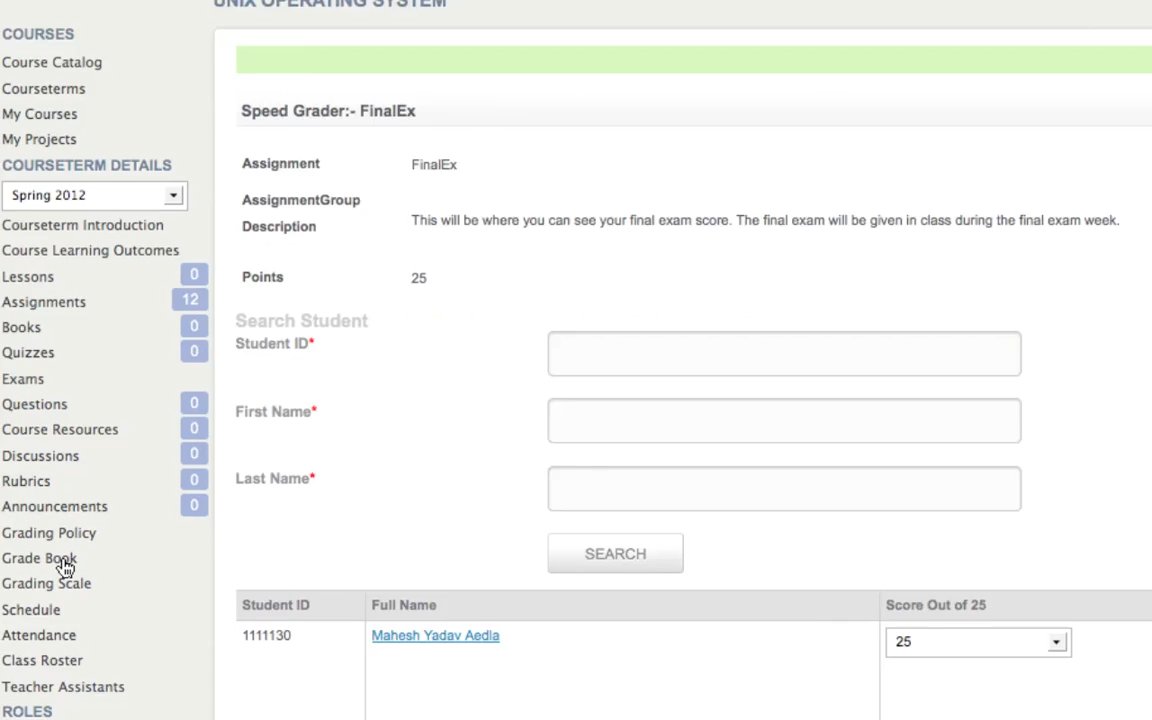 UNIX OPERATING SYSTEM
COURSES
Course Catalog
Courseterms
My Courses
My Projects
COURSETERM DETAILS
Spring 2012
Courseterm Introduction
Course Learning Outcomes
Lessons 0
Assignments 12
Books 0
Quizzes 0
Exams
Questions 0
Course Resources 0
Discussions 0
Rubrics 0
Announcements 0
Grading Policy
Grade Book
Grading Scale
Schedule
Attendance
Class Roster
Teacher Assistants
ROLES
Speed Grader:- FinalEx
Assignment FinalEx
AssignmentGroup
Description This will be where you can see your final exam score. The final exam will be given in class during the final exam week.
Points 25
Search Student
Student ID*
First Name*
Last Name*
SEARCH
Student ID Full Name Score Out of 25
1111130 Mahesh Yadav Aedla 25